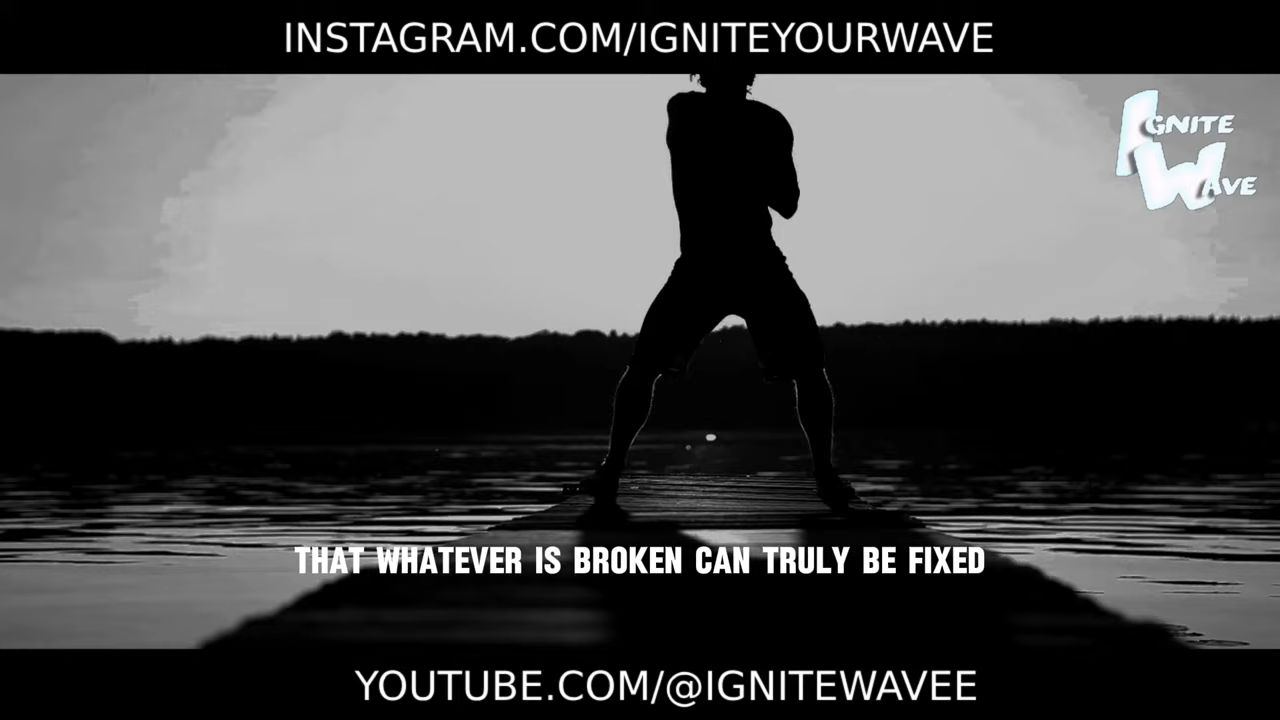 INSTAGRAM.COM/IGNITEYOURWAVE
IGNITE
WAVE
THAT WHATEVER IS BROKEN CAN TRULY BE FIXED
YOUTUBE.COM/@IGNITEWAVEE